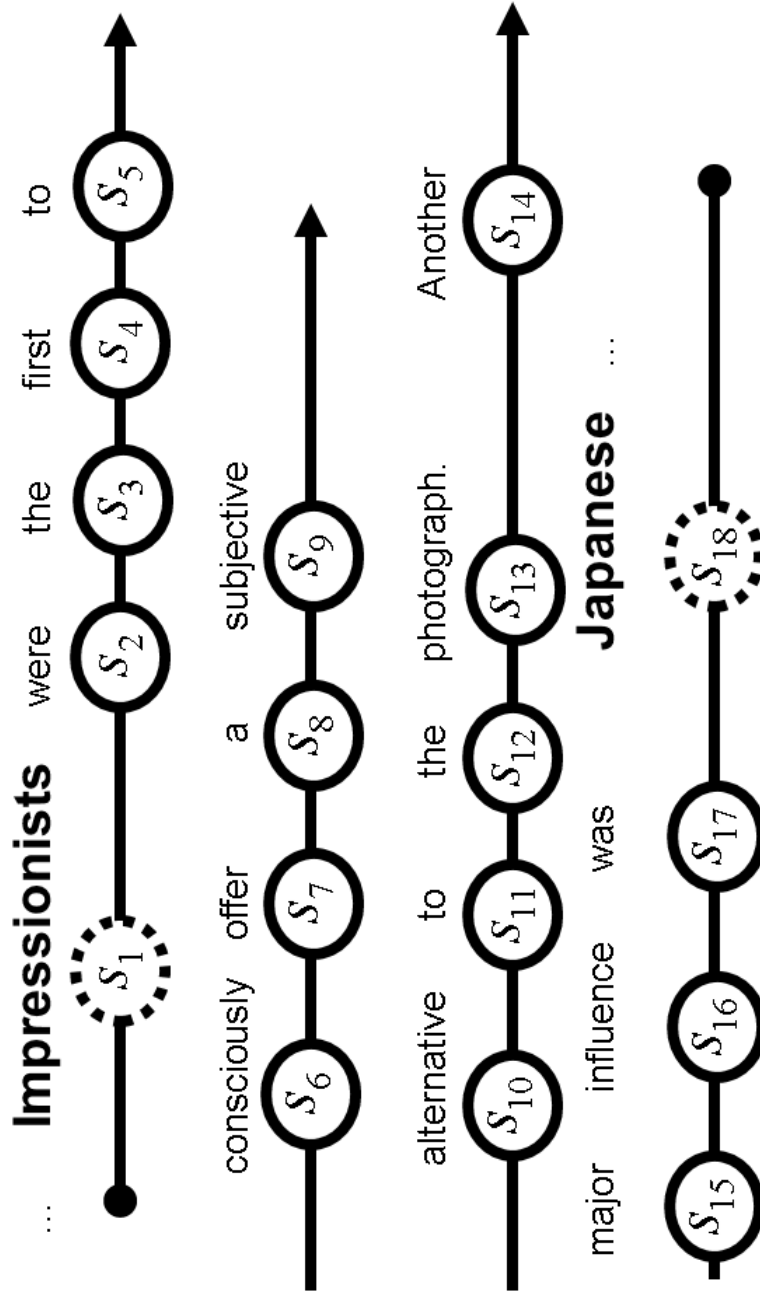 ... Impressionists were the first to
s1 s2 s3 s4 s5
consciously offer a subjective
s6 s7 s8 s9
alternative to the photograph. Another
s10 s11 s12 s13 s14
major influence was Japanese ...
s15 s16 s17 s18